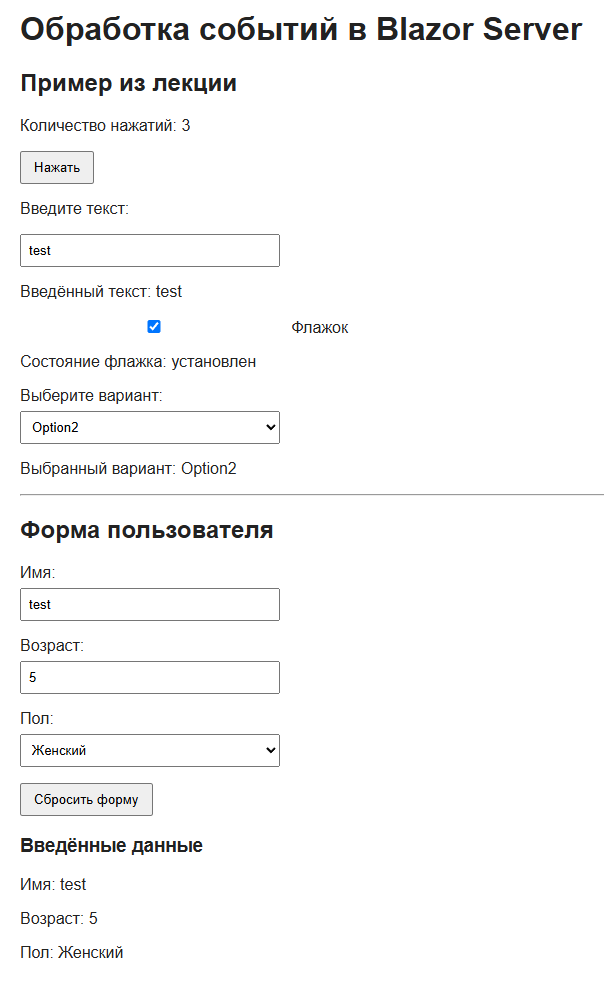 Обработка событий в Blazor Server
Пример из лекции
Количество нажатий: 3
Нажать
Введите текст:
test
Введённый текст: test
Флажок
Состояние флажка: установлен
Выберите вариант:
Option2
Выбранный вариант: Option2
Форма пользователя
Имя:
test
Возраст:
5
Пол:
Женский
Сбросить форму
Введённые данные
Имя: test
Возраст: 5
Пол: Женский